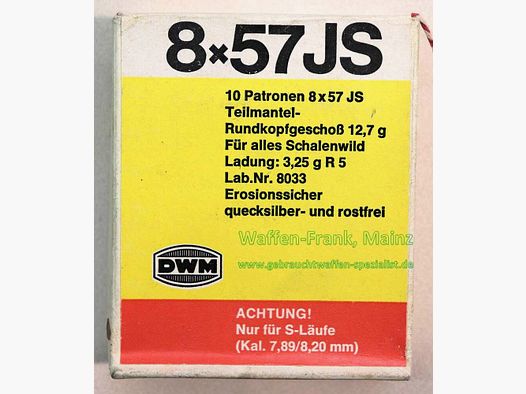 8×57JS
10 Patronen 8x57 JS
Teilmantel-
Rundkopfgeschoß 12,7 g
Für alles Schalenwild
Ladung: 3,25 g R 5
Lab.Nr. 8033
Erosionssicher
quecksilber- und rostfrei
Waffen-Frank, Mainz
www.gebrauchtwaffen-spezialist.de
DWM
ACHTUNG!
Nur für S-Läufe
(Kal. 7,89/8,20 mm)